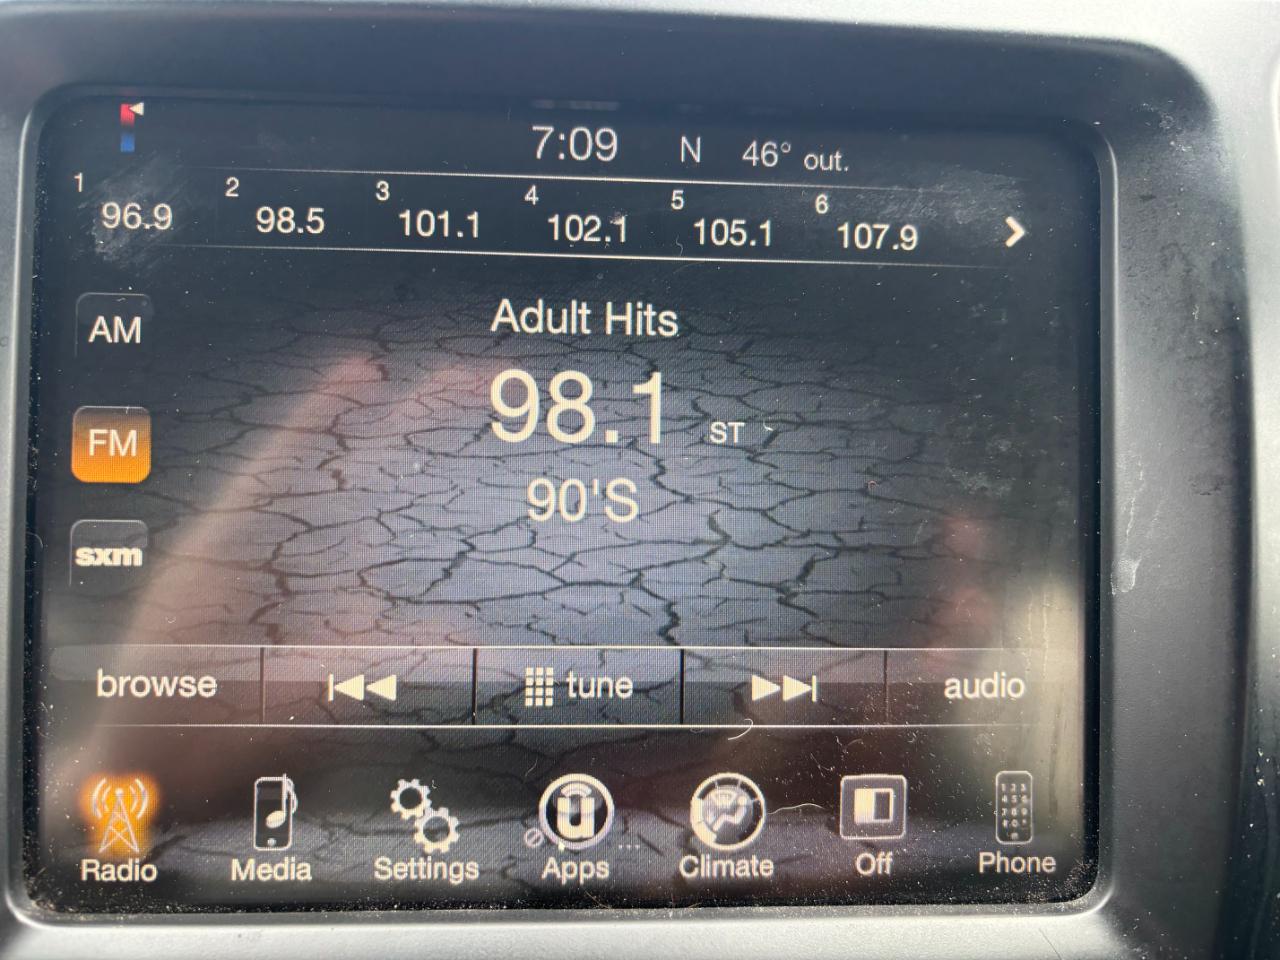 7:09 N 46° out.
1 96.9 2 98.5 3 101.1 4 102.1 5 105.1 6 107.9
AM
Adult Hits
98.1 ST
FM
90'S
sxm
browse tune audio
Radio Media Settings Apps Climate Off Phone